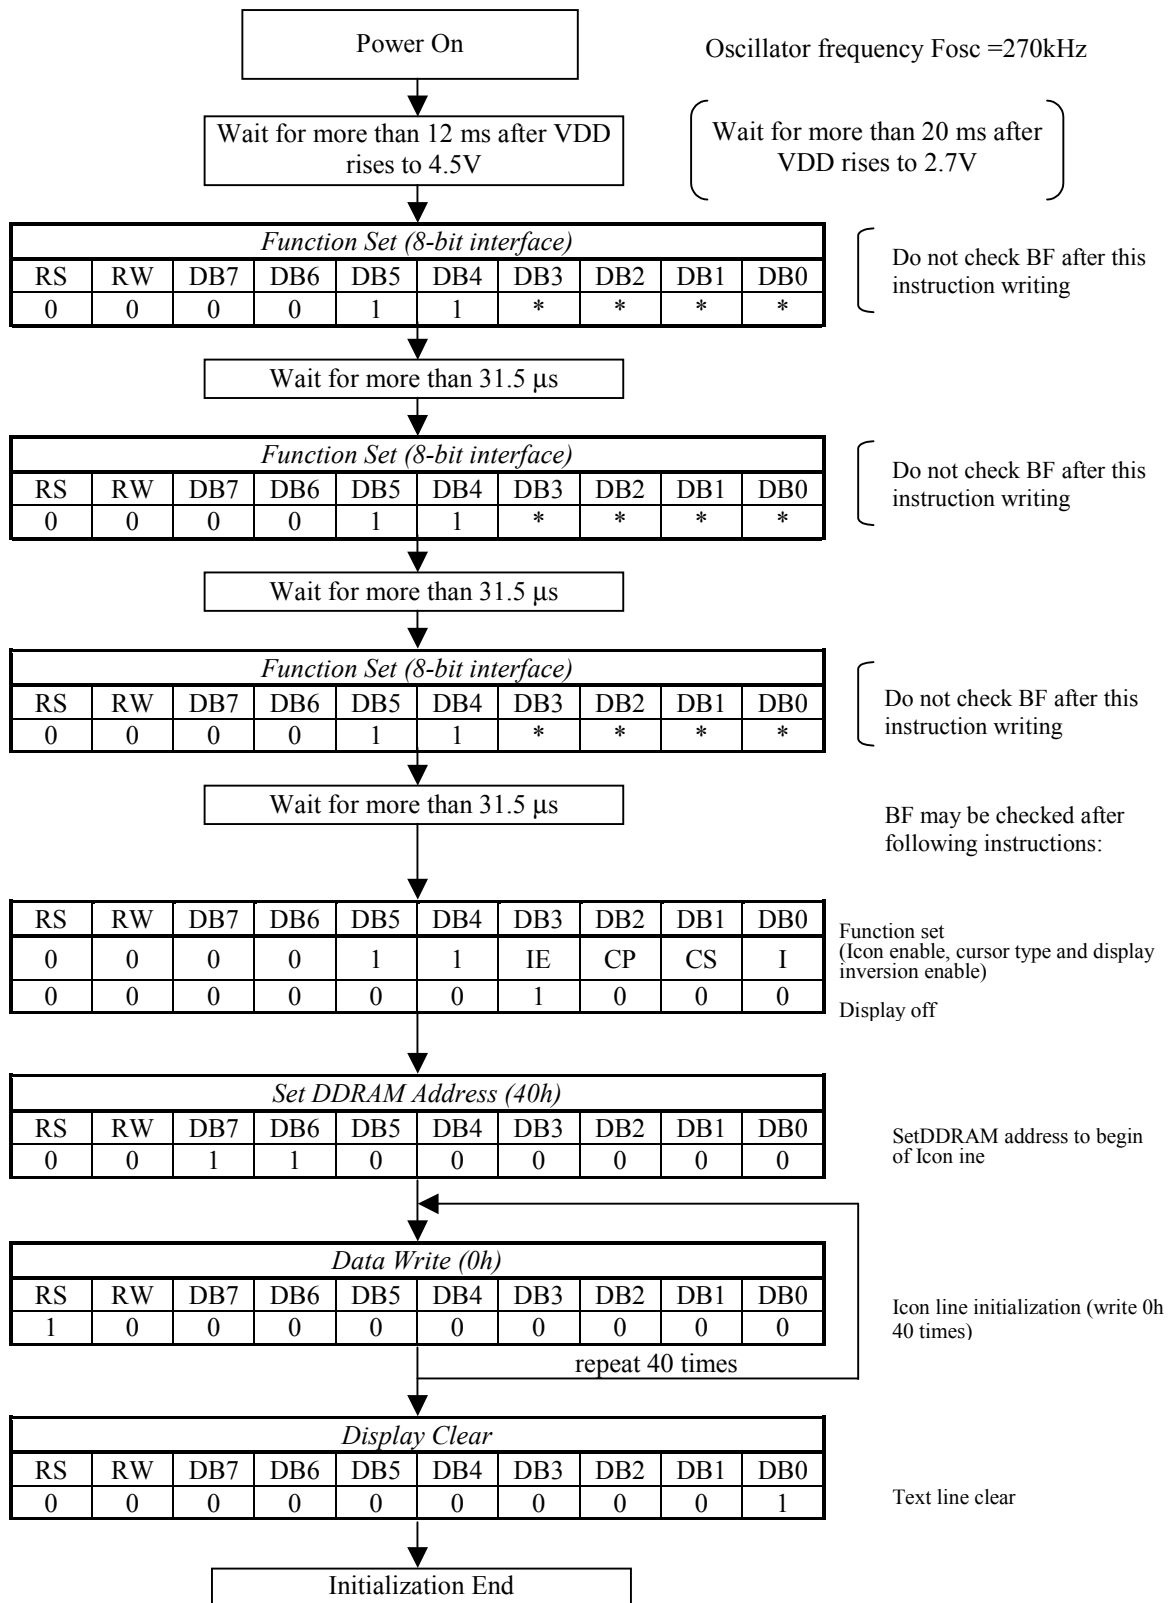 Power On
Oscillator frequency Fosc =270kHz
Wait for more than 12 ms after VDD
rises to 4.5V
Wait for more than 20 ms after
VDD rises to 2.7V
Function Set (8-bit interface)
RS RW DB7 DB6 DB5 DB4 DB3 DB2 DB1 DB0
0 0 0 0 1 1 * * * *
Do not check BF after this
instruction writing
Wait for more than 31.5 µs
Function Set (8-bit interface)
RS RW DB7 DB6 DB5 DB4 DB3 DB2 DB1 DB0
0 0 0 0 1 1 * * * *
Do not check BF after this
instruction writing
Wait for more than 31.5 µs
Function Set (8-bit interface)
RS RW DB7 DB6 DB5 DB4 DB3 DB2 DB1 DB0
0 0 0 0 1 1 * * * *
Do not check BF after this
instruction writing
Wait for more than 31.5 µs
BF may be checked after
following instructions:
RS RW DB7 DB6 DB5 DB4 DB3 DB2 DB1 DB0
0 0 0 0 1 1 IE CP CS I
0 0 0 0 0 0 1 0 0 0
Function set
(Icon enable, cursor type and display
inversion enable)
Display off
Set DDRAM Address (40h)
RS RW DB7 DB6 DB5 DB4 DB3 DB2 DB1 DB0
0 0 1 1 0 0 0 0 0 0
SetDDRAM address to begin
of Icon ine
Data Write (0h)
RS RW DB7 DB6 DB5 DB4 DB3 DB2 DB1 DB0
1 0 0 0 0 0 0 0 0 0
Icon line initialization (write 0h
40 times)
repeat 40 times
Display Clear
RS RW DB7 DB6 DB5 DB4 DB3 DB2 DB1 DB0
0 0 0 0 0 0 0 0 0 1
Text line clear
Initialization End